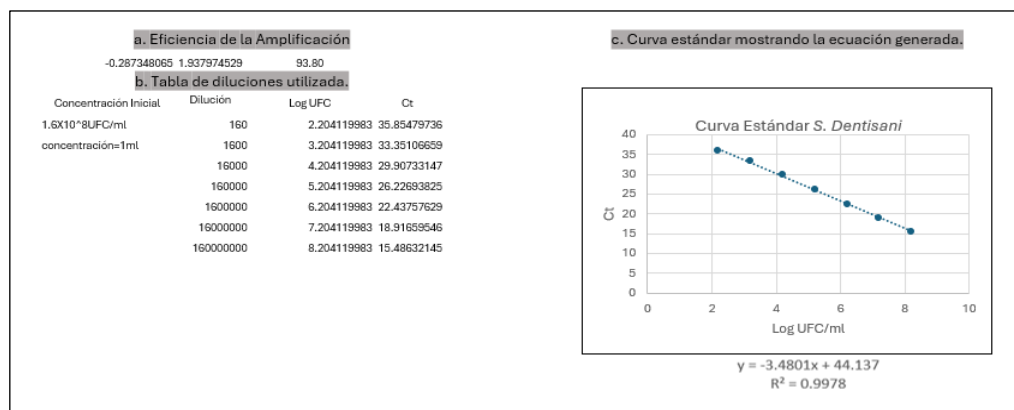 a. Eficiencia de la Amplificación
-0.287348065 1.937974529 93.80
b. Tabla de diluciones utilizada.
Concentración Inicial Dilución Log UFC Ct
1.6X10^8UFC/ml 160 2.204119983 35.85479736
concentración=1ml 1600 3.204119983 33.35106659
16000 4.204119983 29.90733147
160000 5.204119983 26.22693825
1600000 6.204119983 22.43757629
16000000 7.204119983 18.91659546
160000000 8.204119983 15.48632145
c. Curva estándar mostrando la ecuación generada.
Curva Estándar S. Dentisani
40
35
30
25
20
15
10
5
0
Ct
0 2 4 6 8 10
Log UFC/ml
y = -3.4801x + 44.137
R² = 0.9978